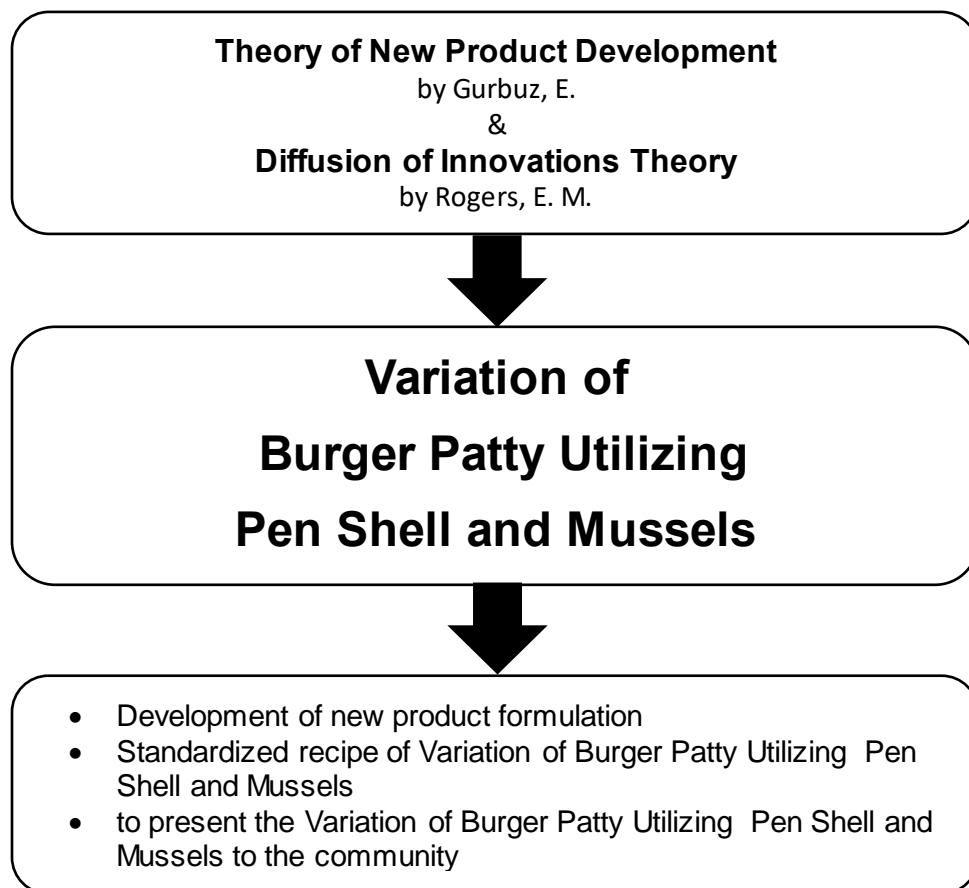 Theory of New Product Development
by Gurbuz, E.
&
Diffusion of Innovations Theory
by Rogers, E. M.
Variation of
Burger Patty Utilizing
Pen Shell and Mussels
• Development of new product formulation
• Standardized recipe of Variation of Burger Patty Utilizing Pen
Shell and Mussels
• to present the Variation of Burger Patty Utilizing Pen Shell and
Mussels to the community